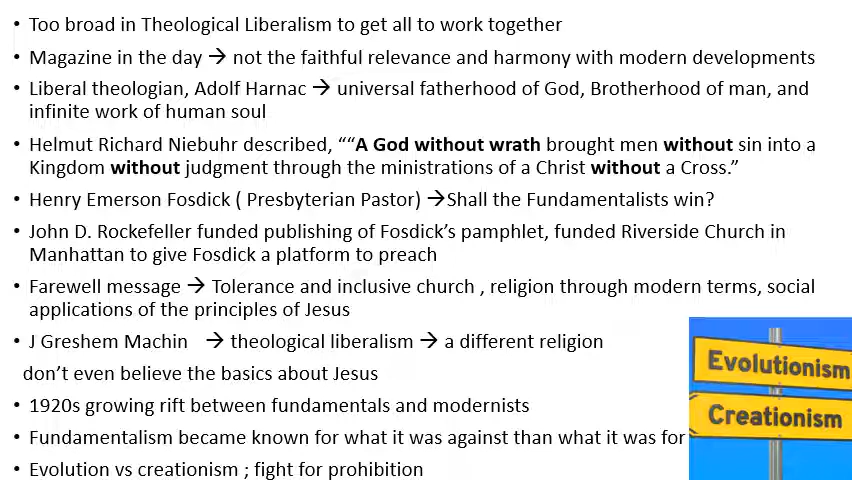 • Too broad in Theological Liberalism to get all to work together
• Magazine in the day → not the faithful relevance and harmony with modern developments
• Liberal theologian, Adolf Harnac → universal fatherhood of God, Brotherhood of man, and
infinite work of human soul
• Helmut Richard Niebuhr described, ““A God without wrath brought men without sin into a
Kingdom without judgment through the ministrations of a Christ without a Cross.”
• Henry Emerson Fosdick ( Presbyterian Pastor) →Shall the Fundamentalists win?
• John D. Rockefeller funded publishing of Fosdick’s pamphlet, funded Riverside Church in
Manhattan to give Fosdick a platform to preach
• Farewell message → Tolerance and inclusive church , religion through modern terms, social
applications of the principles of Jesus
• J Greshem Machin → theological liberalism → a different religion
don’t even believe the basics about Jesus
• 1920s growing rift between fundamentals and modernists
• Fundamentalism became known for what it was against than what it was for
• Evolution vs creationism ; fight for prohibition
Evolutionism
Creationism